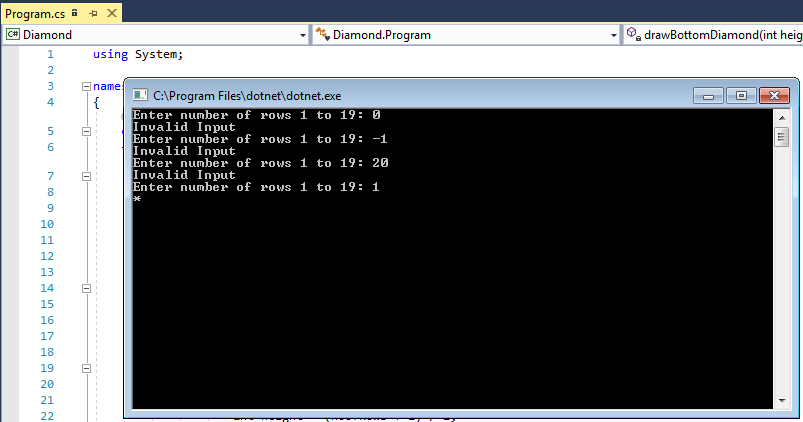 Program.cs
C# Diamond
Diamond.Program
drawBottomDiamond(int heig
1 using System;
2
3 names
4 {
5
6
7
8
9
10
11
12
13
14
15
16
17
18
19
20
21
22
C:\Program Files\dotnet\dotnet.exe
Enter number of rows 1 to 19: 0
Invalid Input
Enter number of rows 1 to 19: -1
Invalid Input
Enter number of rows 1 to 19: 20
Invalid Input
Enter number of rows 1 to 19: 1
*